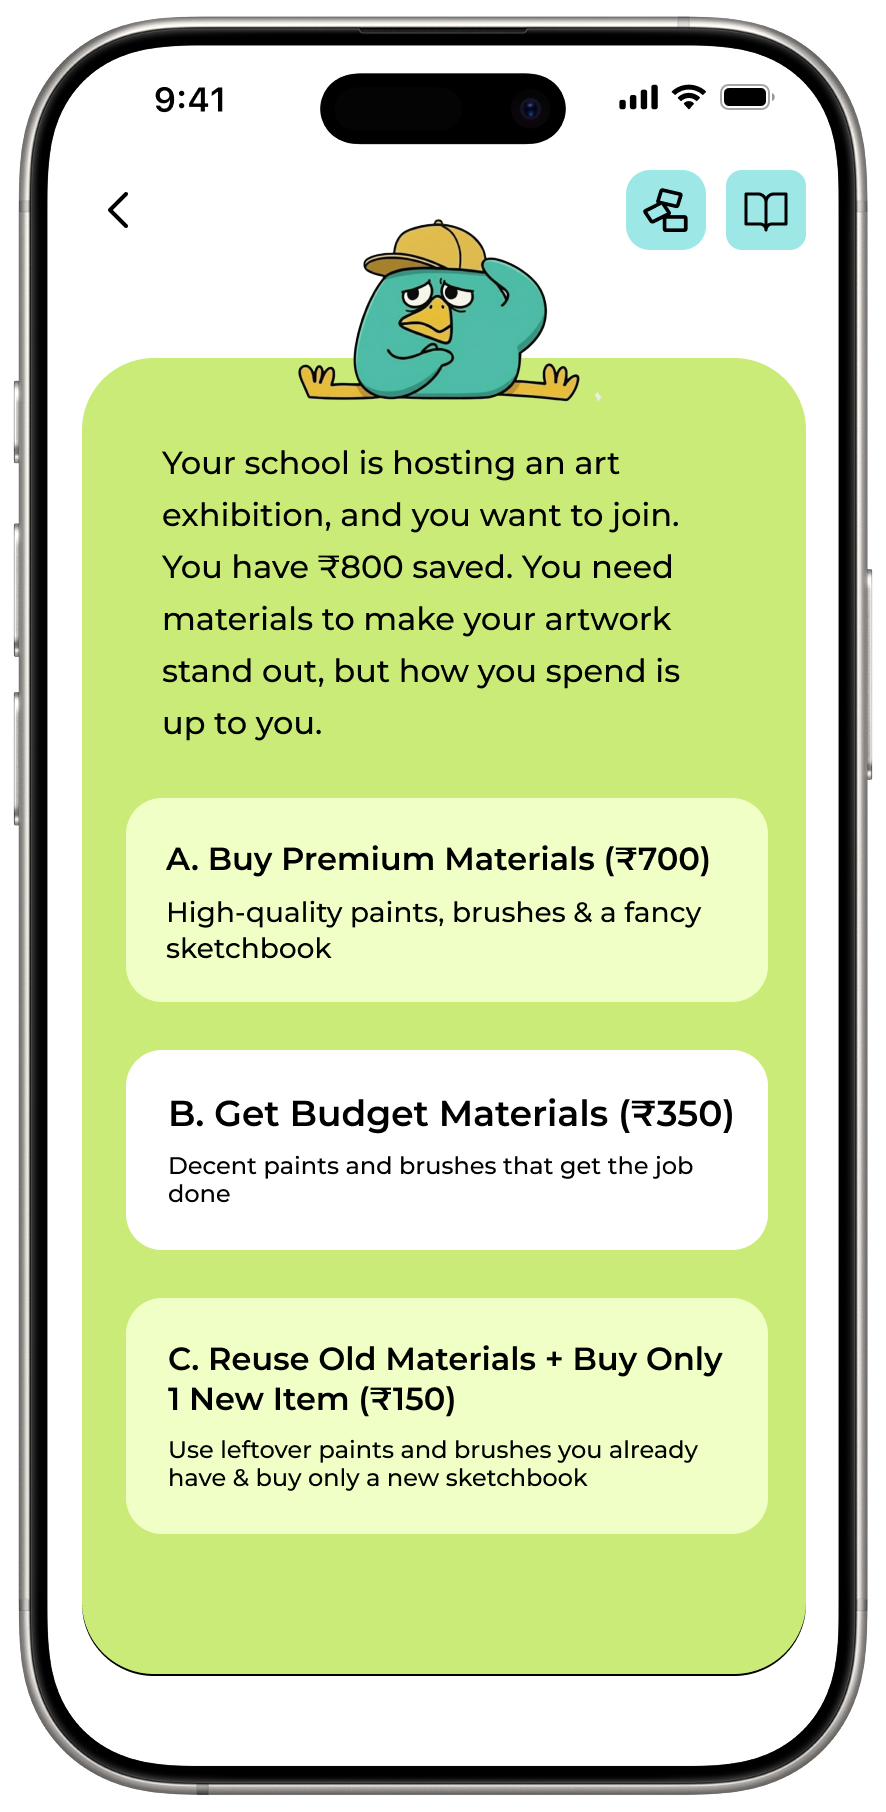 9:41
Your school is hosting an art
exhibition, and you want to join.
You have ₹800 saved. You need
materials to make your artwork
stand out, but how you spend is
up to you.
A. Buy Premium Materials (₹700)
High-quality paints, brushes & a fancy
sketchbook
B. Get Budget Materials (₹350)
Decent paints and brushes that get the job
done
C. Reuse Old Materials + Buy Only
1 New Item (₹150)
Use leftover paints and brushes you already
have & buy only a new sketchbook